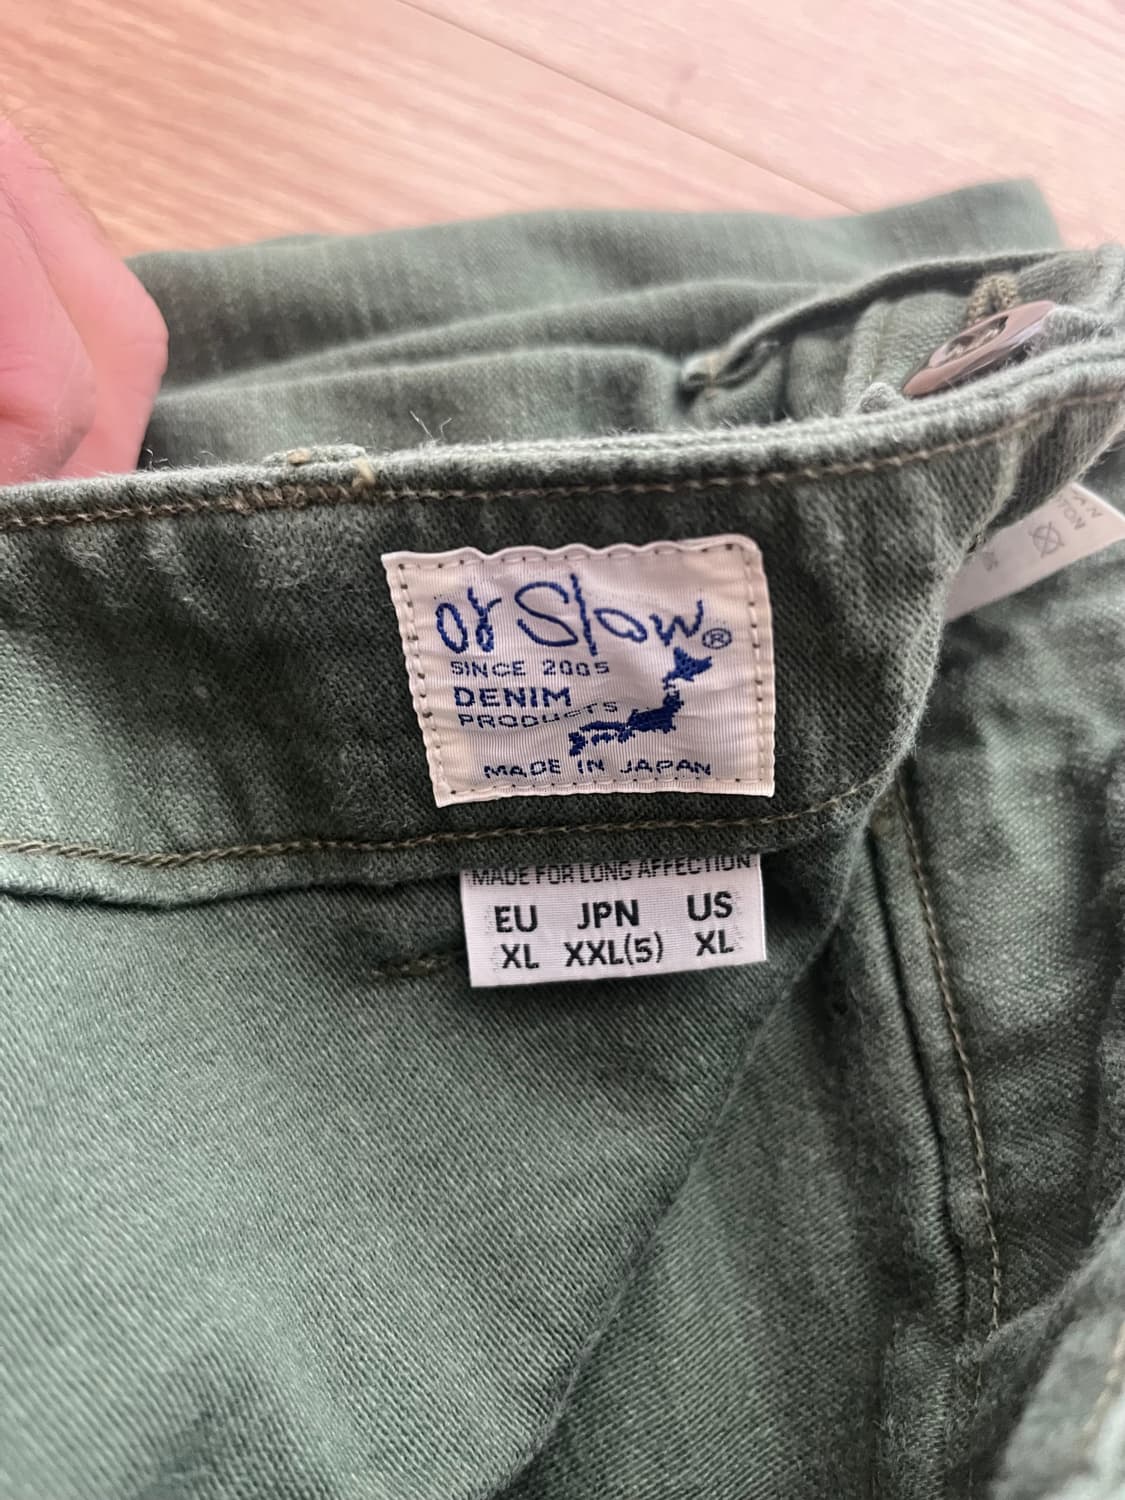 or Slow®
SINCE 2005
DENIM
PRODUCTS
MADE IN JAPAN
MADE FOR LONG AFFECTION
EU JPN US
XL XXL(5) XL